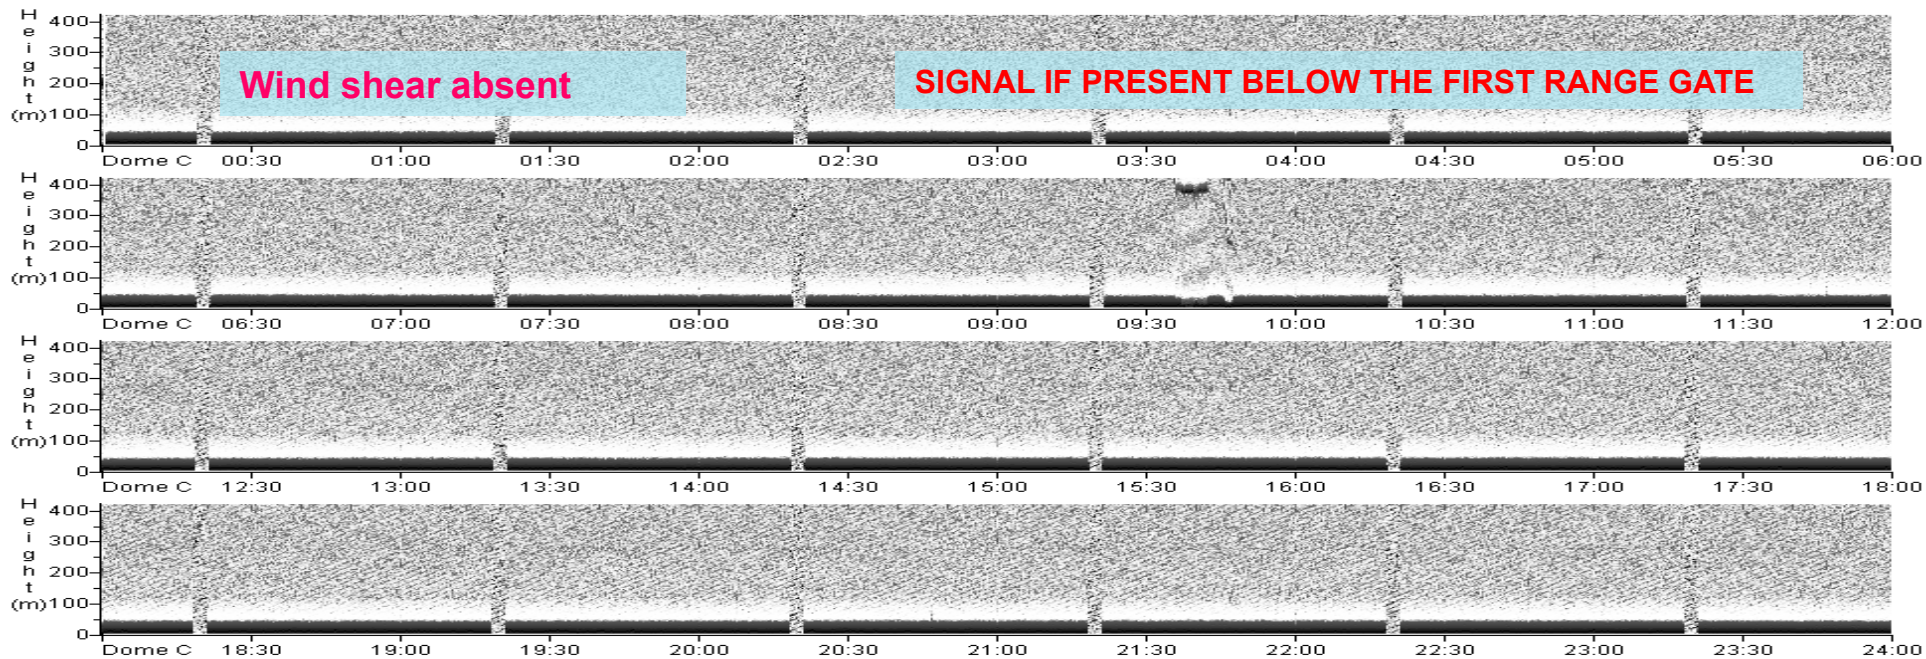 Height (m)
400
300
200
100
0
Wind shear absent
SIGNAL IF PRESENT BELOW THE FIRST RANGE GATE
Dome C 00:30 01:00 01:30 02:00 02:30 03:00 03:30 04:00 04:30 05:00 05:30 06:00
Height (m)
400
300
200
100
0
Dome C 06:30 07:00 07:30 08:00 08:30 09:00 09:30 10:00 10:30 11:00 11:30 12:00
Height (m)
400
300
200
100
0
Dome C 12:30 13:00 13:30 14:00 14:30 15:00 15:30 16:00 16:30 17:00 17:30 18:00
Height (m)
400
300
200
100
0
Dome C 18:30 19:00 19:30 20:00 20:30 21:00 21:30 22:00 22:30 23:00 23:30 24:00